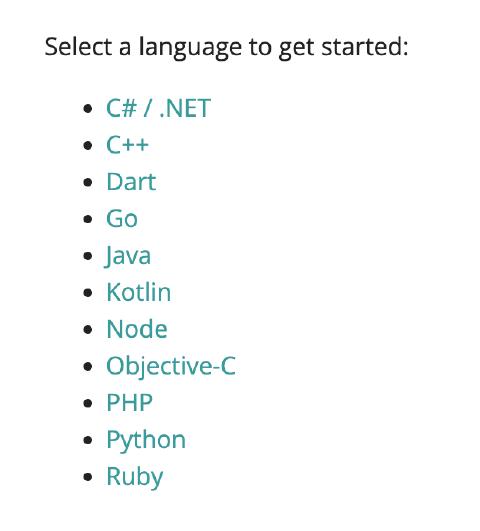 Select a language to get started:
C# / .NET
C++
Dart
Go
Java
Kotlin
Node
Objective-C
PHP
Python
Ruby